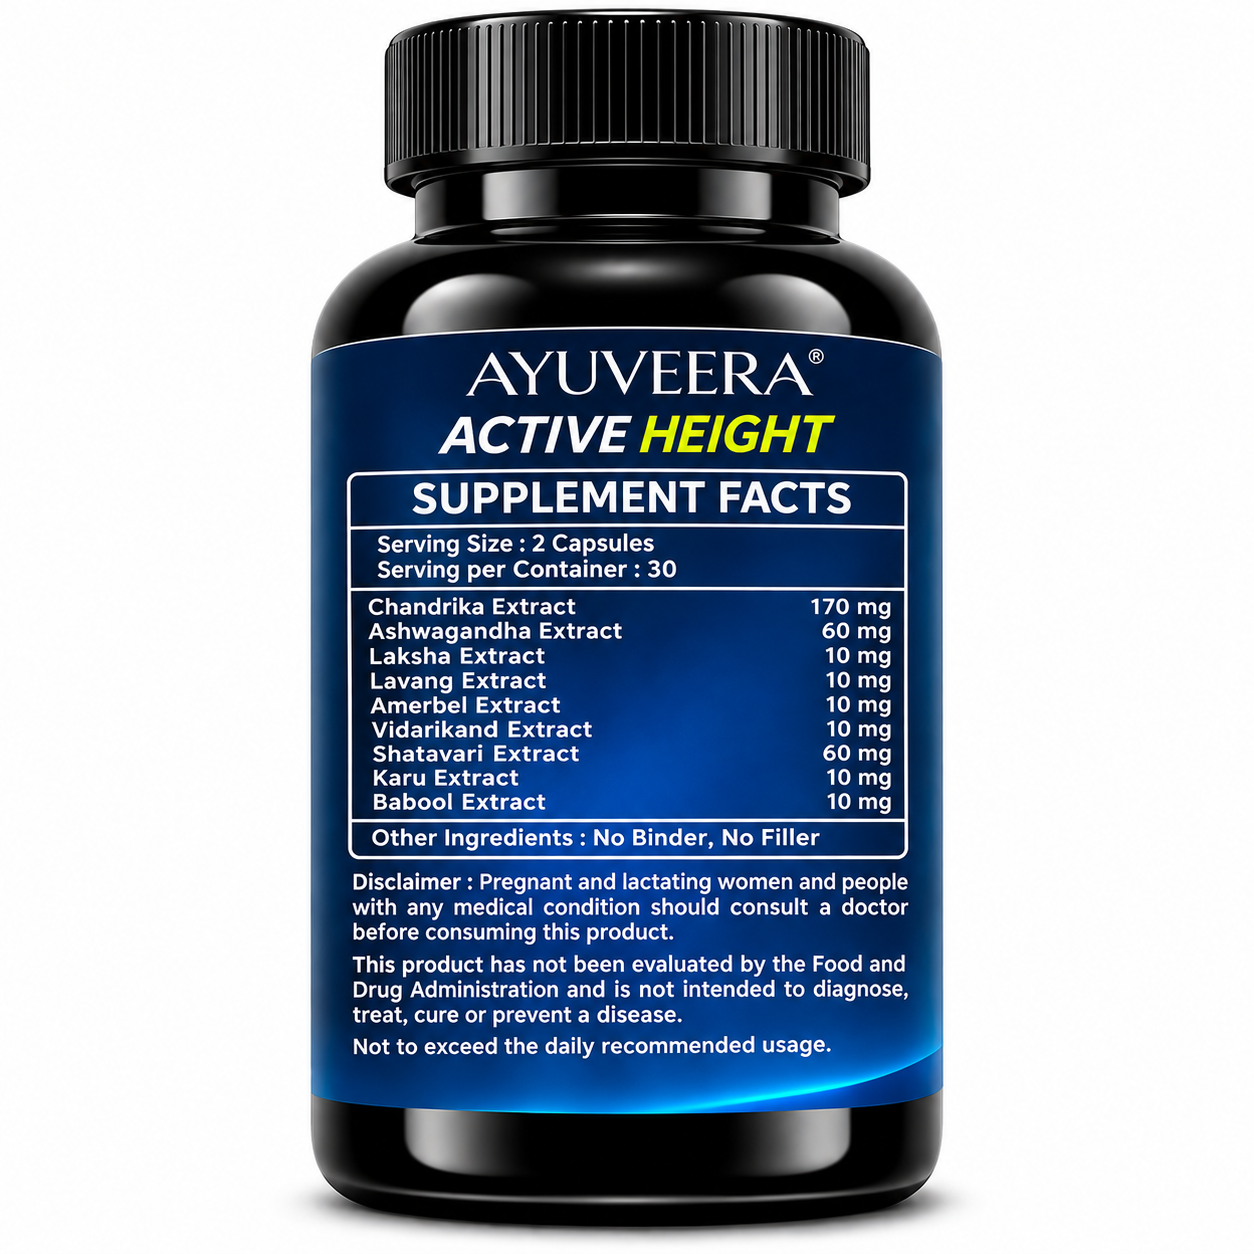 AYUVEERA®
ACTIVE HEIGHT
SUPPLEMENT FACTS
Serving Size : 2 Capsules
Serving per Container : 30
Chandrika Extract 170 mg
Ashwagandha Extract 60 mg
Laksha Extract 10 mg
Lavang Extract 10 mg
Amerbel Extract 10 mg
Vidarikand Extract 10 mg
Shatavari Extract 60 mg
Karu Extract 10 mg
Babool Extract 10 mg
Other Ingredients : No Binder, No Filler
Disclaimer : Pregnant and lactating women and people
with any medical condition should consult a doctor
before consuming this product.
This product has not been evaluated by the Food and
Drug Administration and is not intended to diagnose,
treat, cure or prevent a disease.
Not to exceed the daily recommended usage.